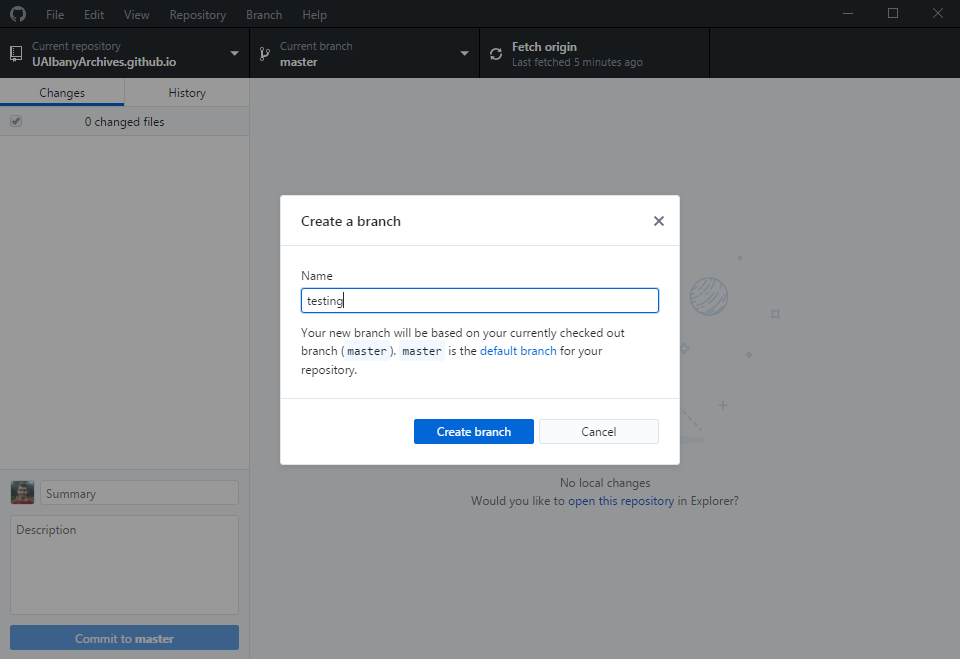 File Edit View Repository Branch Help
Current repository
UAlbanyArchives.github.io
Current branch
master
Fetch origin
Last fetched 5 minutes ago
Changes
History
0 changed files
Create a branch
Name
testing
Your new branch will be based on your currently checked out
branch (master). master is the default branch for your
repository.
Create branch
Cancel
No local changes
Would you like to open this repository in Explorer?
Summary
Description
Commit to master